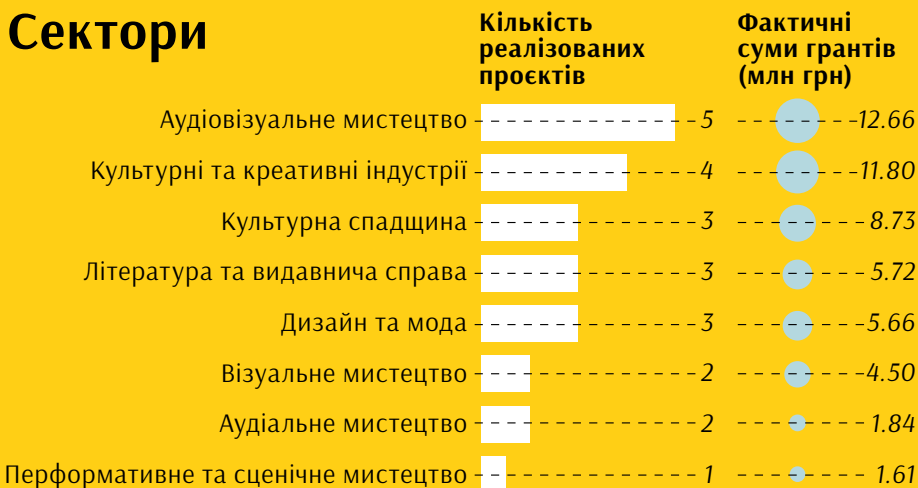 Сектори
Кількість
реалізованих
проєктів
Фактичні
суми грантів
(млн грн)
Аудіовізуальне мистецтво 5 12.66
Культурні та креативні індустрії 4 11.80
Культурна спадщина 3 8.73
Література та видавнича справа 3 5.72
Дизайн та мода 3 5.66
Візуальне мистецтво 2 4.50
Аудіальне мистецтво 2 1.84
Перформативне та сценічне мистецтво 1 1.61